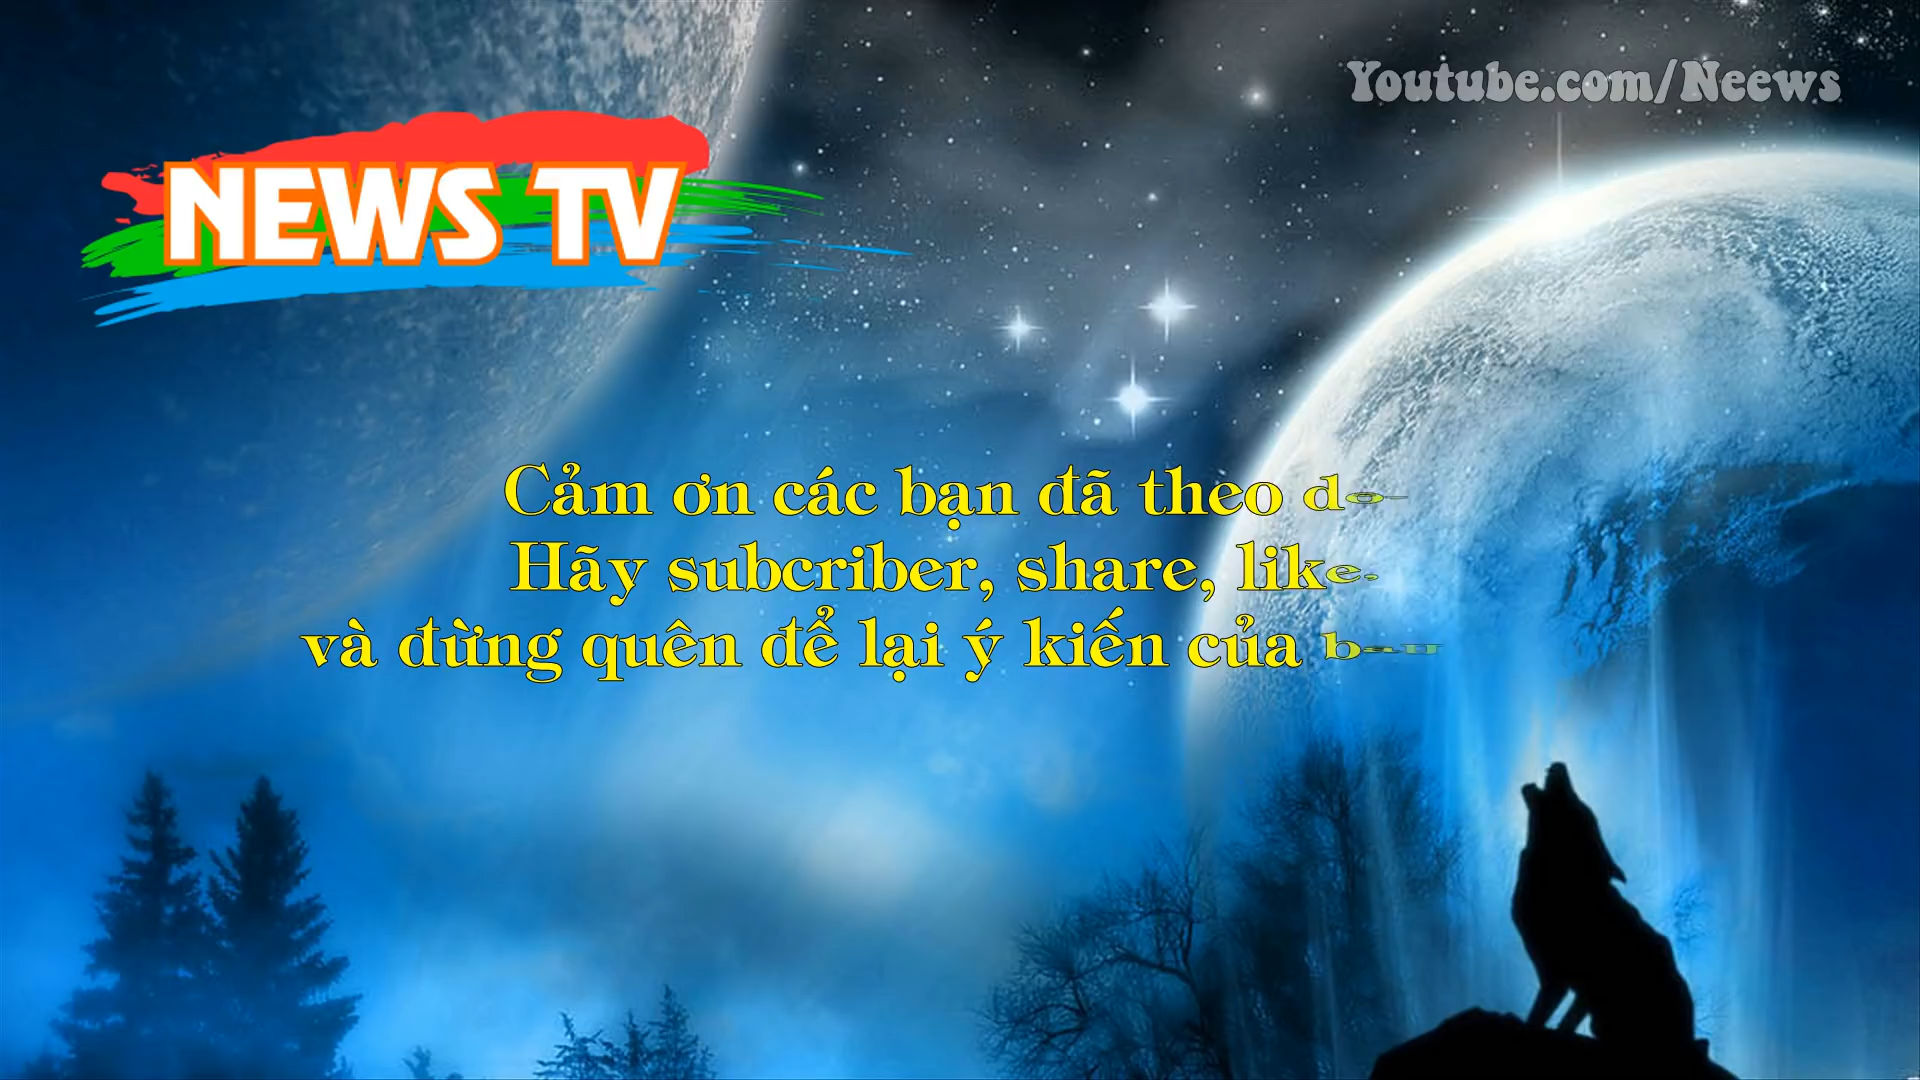 Youtube.com/Neews
NEWS TV
Cảm ơn các bạn đã theo
Hãy subcriber, share, like
và đừng quên để lại ý kiến của